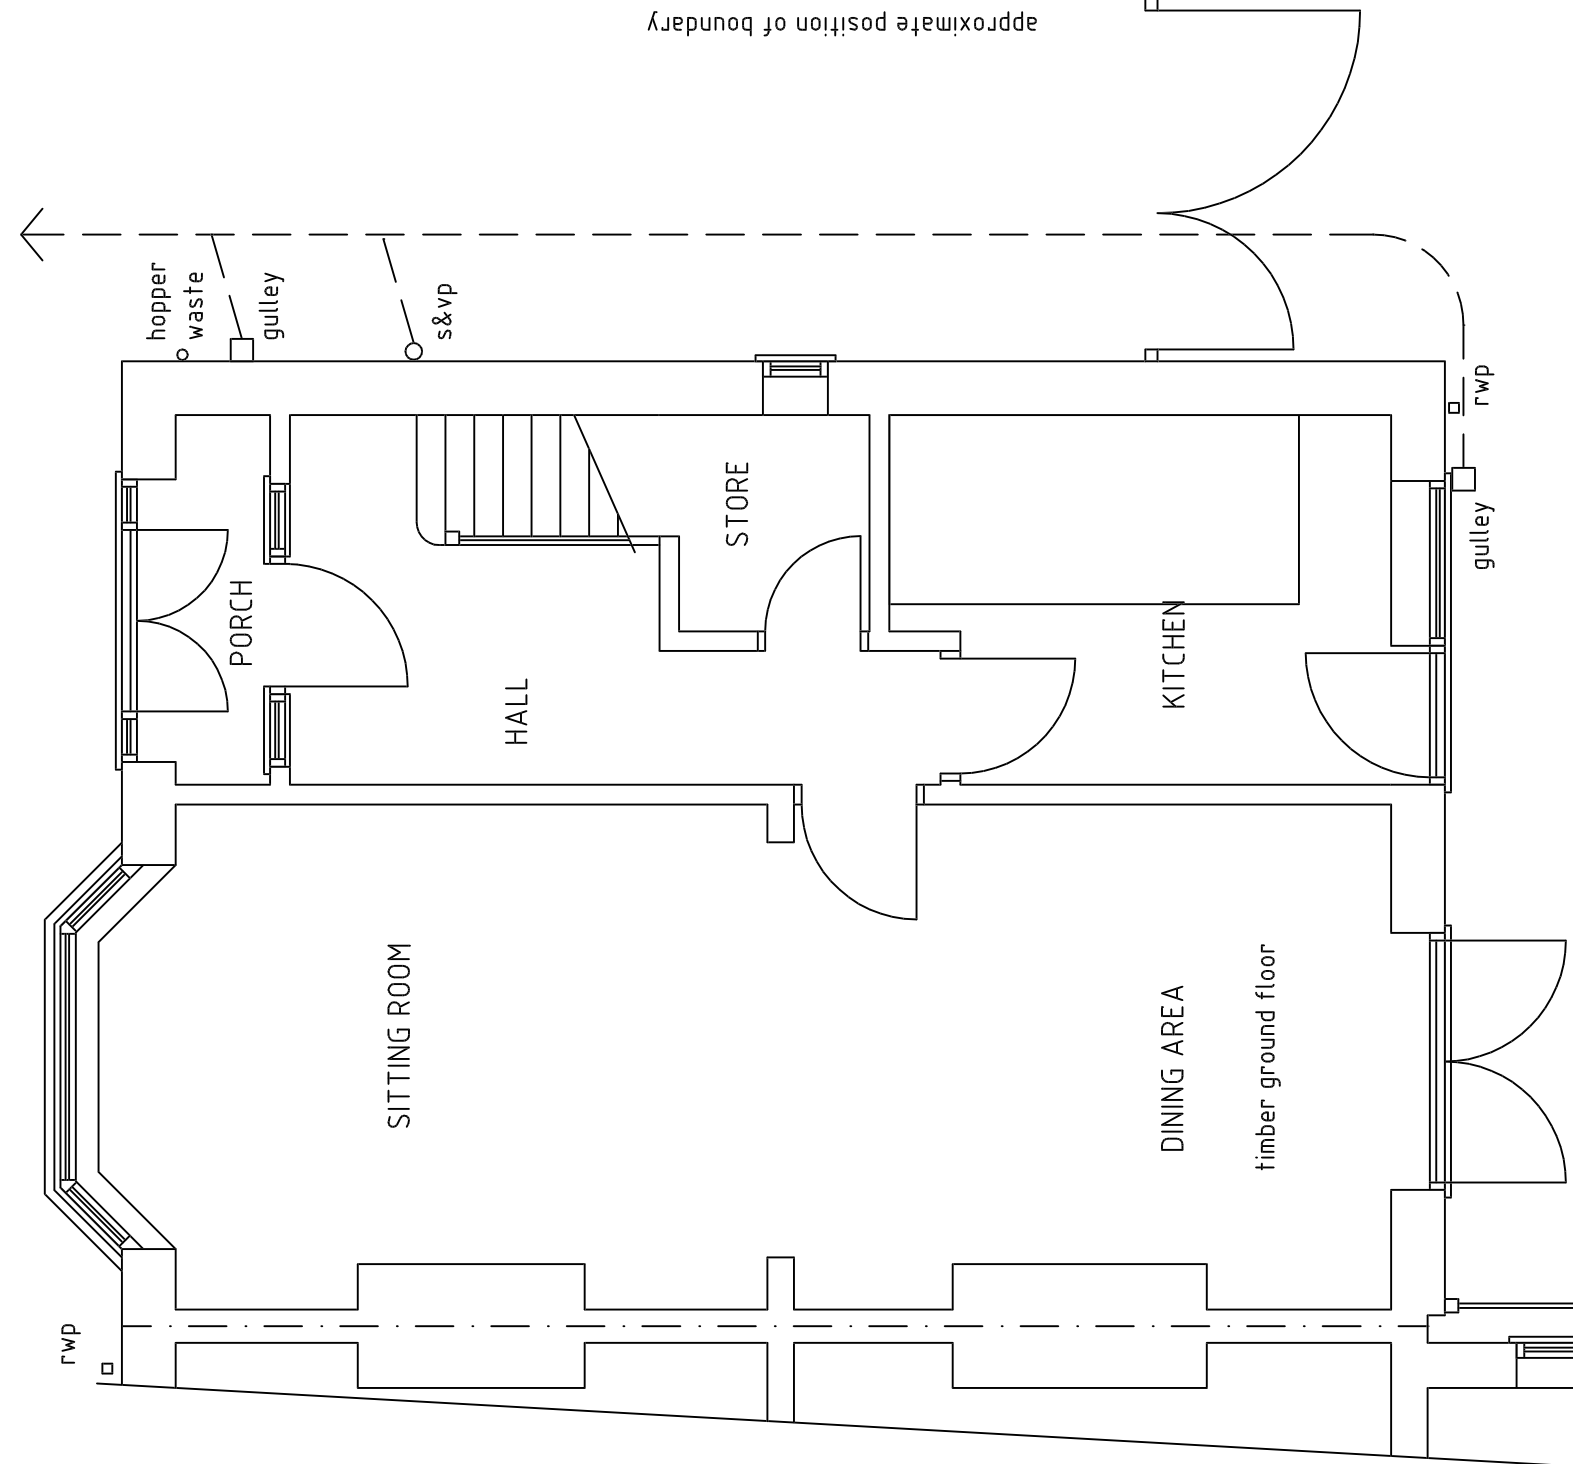 approximate position of boundary
hopper
waste
gulley
s&vp
rwp
gulley
PORCH
HALL
STORE
KITCHEN
SITTING ROOM
DINING AREA
timber ground floor
rwp